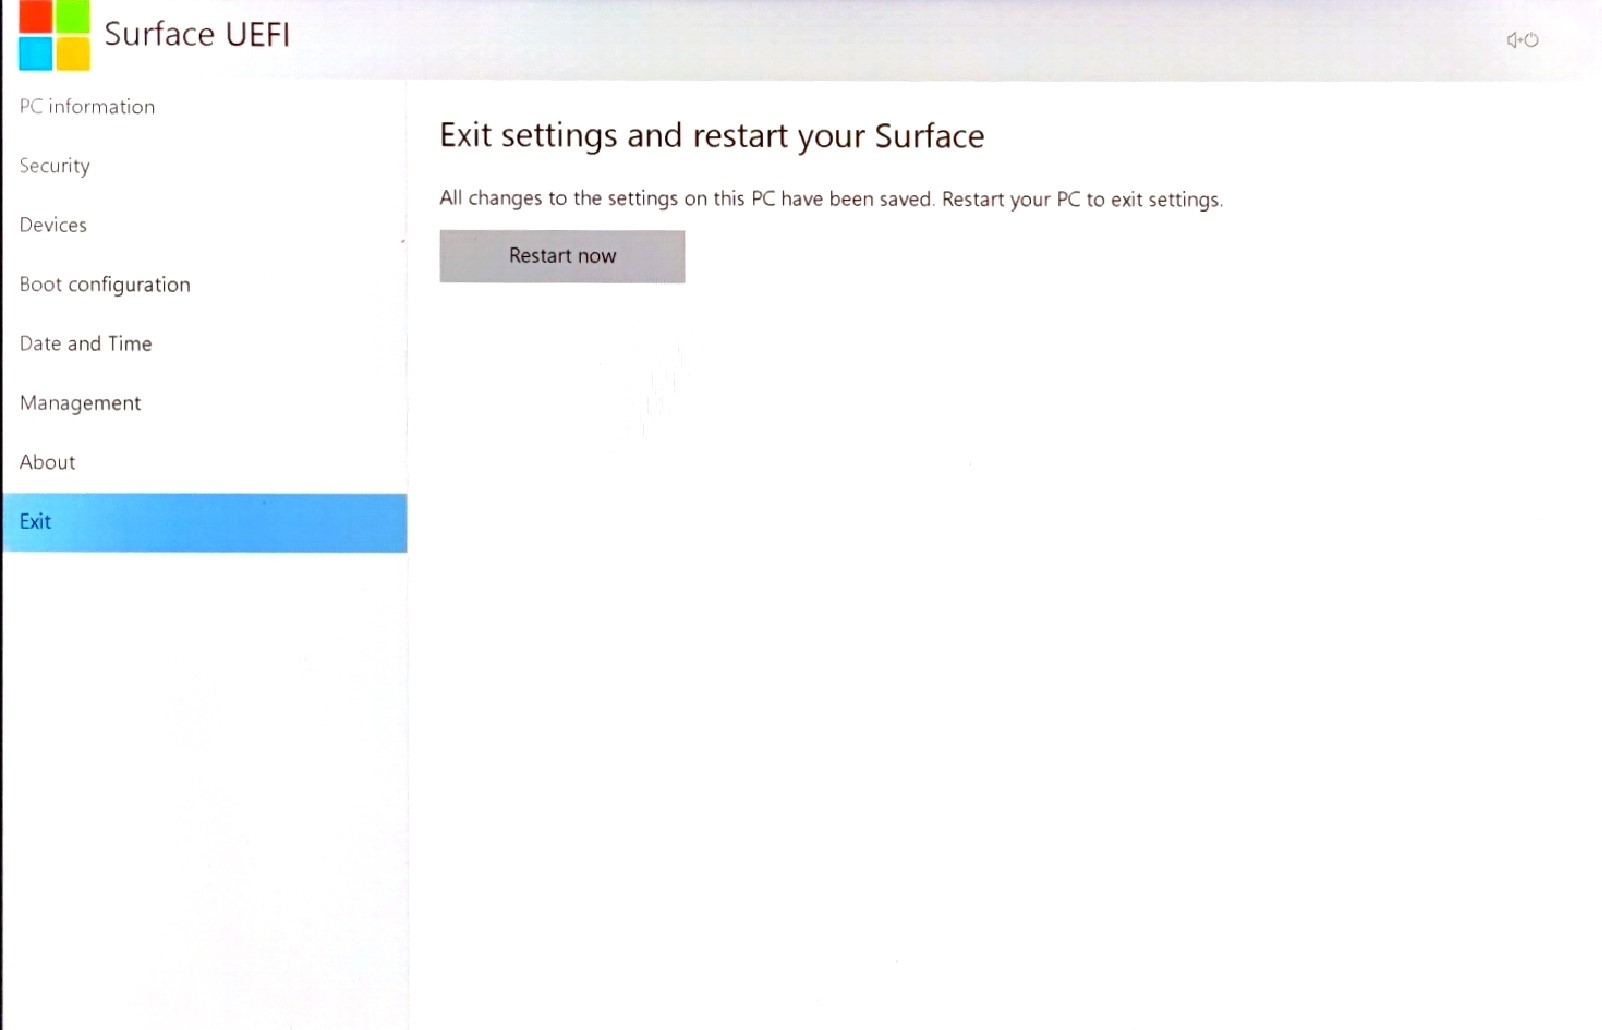 Surface UEFI
PC information
Security
Devices
Boot configuration
Date and Time
Management
About
Exit
Exit settings and restart your Surface
All changes to the settings on this PC have been saved. Restart your PC to exit settings.
Restart now